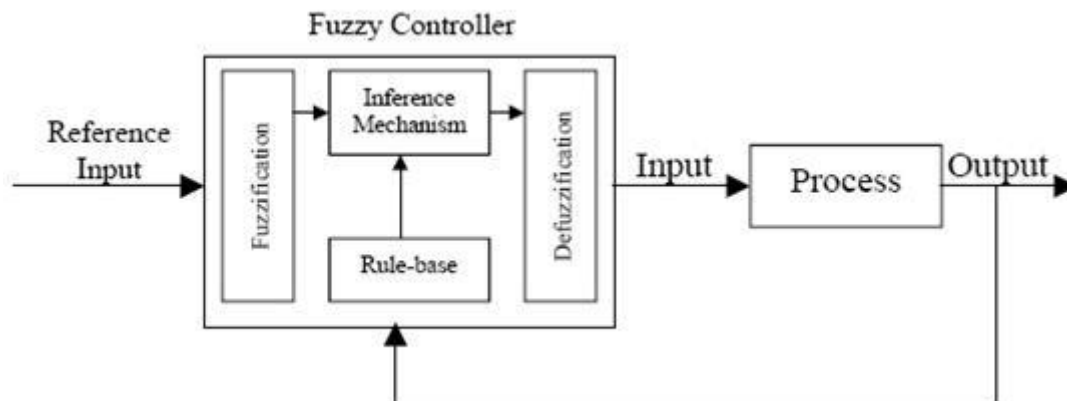 Fuzzy Controller
Reference
Input
Fuzzification
Inference
Mechanism
Rule-base
Defuzzification
Input
Process
Output